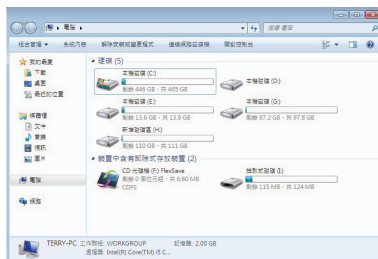 電腦
搜尋 電腦
組合管理 系統內容 解除安裝或變更程式 連線網路磁碟機 開啟控制台
我的最愛
下載
桌面
最近的位置
媒體櫃
文件
音樂
視訊
圖片
電腦
網路
硬碟 (5)
本機磁碟 (C:)
剩餘 446 GB，共 465 GB
本機磁碟 (D:)
本機磁碟 (E:)
剩餘 13.6 GB，共 13.9 GB
本機磁碟 (G:)
剩餘 97.2 GB，共 97.8 GB
新增磁碟區 (H:)
剩餘 110 GB，共 111 GB
裝置中含有卸除式存放裝置 (2)
CD 光碟機 (F:) FlexSave
剩餘 0 個位元組，共 6.60 MB
CDFS
抽取式磁碟 (I:)
剩餘 115 MB，共 124 MB
TERRY-PC 工作群組: WORKGROUP 記憶體: 2.00 GB
處理器: Intel(R) Core(TM) i5 C...